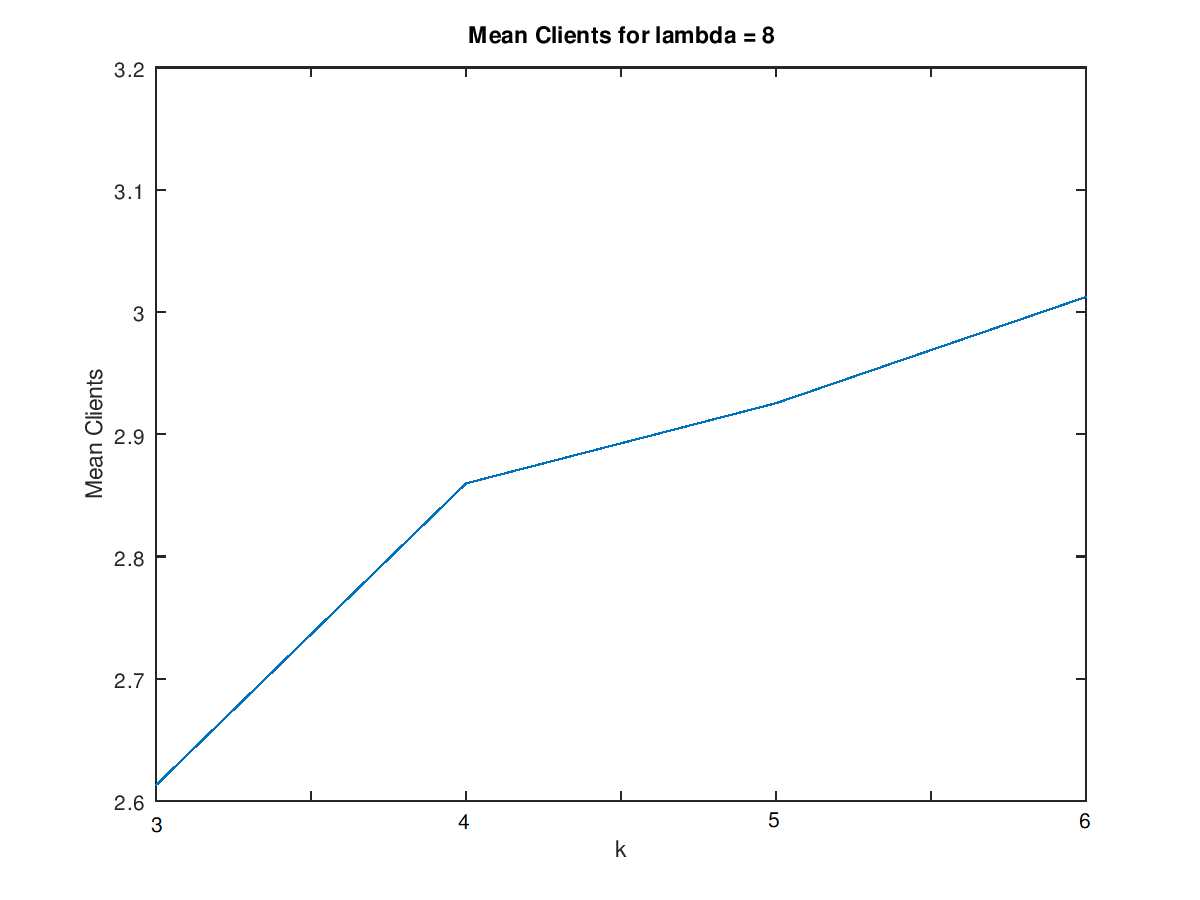 Mean Clients for lambda = 8
3.2
3.1
3
2.9
2.8
2.7
2.6
Mean Clients
3 4 5 6
k